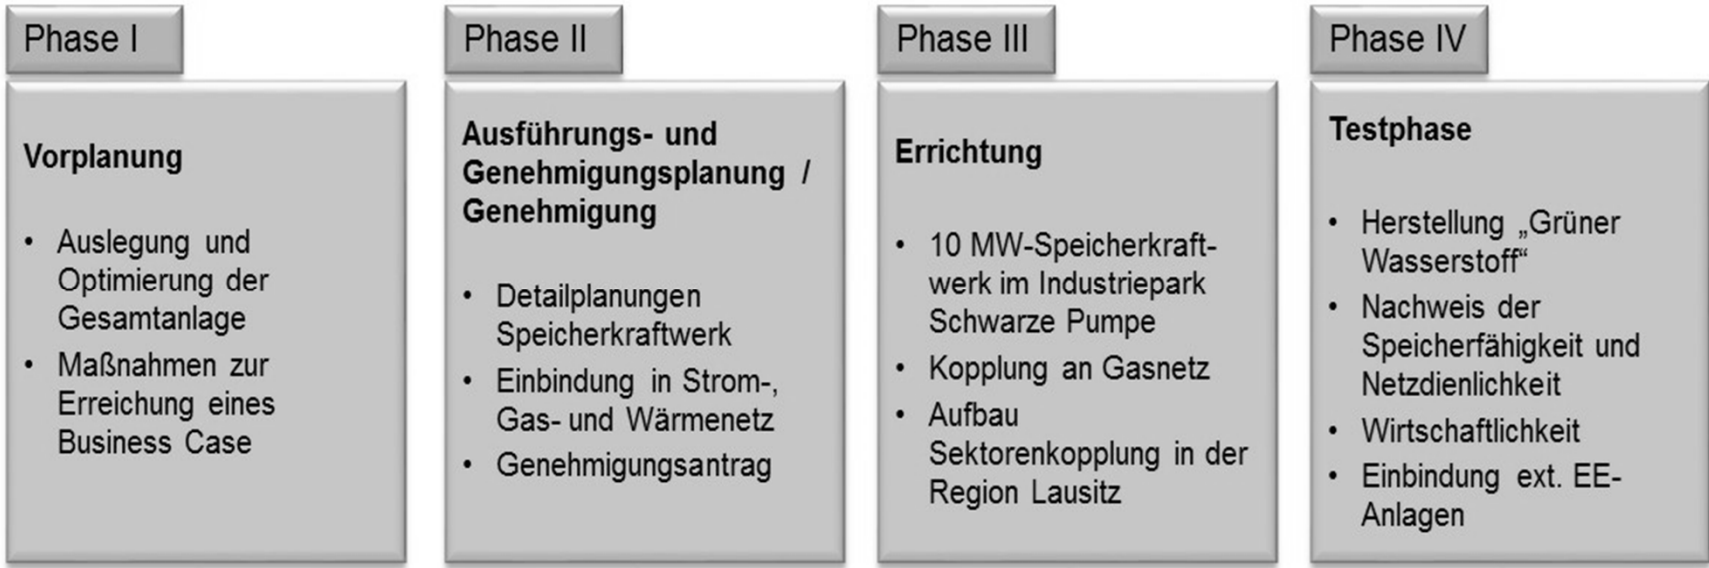 Phase I
Vorplanung
• Auslegung und
Optimierung der
Gesamtanlage
• Maßnahmen zur
Erreichung eines
Business Case
Phase II
Ausführungs- und
Genehmigungsplanung /
Genehmigung
• Detailplanungen
Speicherkraftwerk
• Einbindung in Strom-,
Gas- und Wärmenetz
• Genehmigungsantrag
Phase III
Errichtung
• 10 MW-Speicherkraft-
werk im Industriepark
Schwarze Pumpe
• Kopplung an Gasnetz
• Aufbau
Sektorenkopplung in der
Region Lausitz
Phase IV
Testphase
• Herstellung „Grüner
Wasserstoff“
• Nachweis der
Speicherfähigkeit und
Netzdienlichkeit
• Wirtschaftlichkeit
• Einbindung ext. EE-
Anlagen